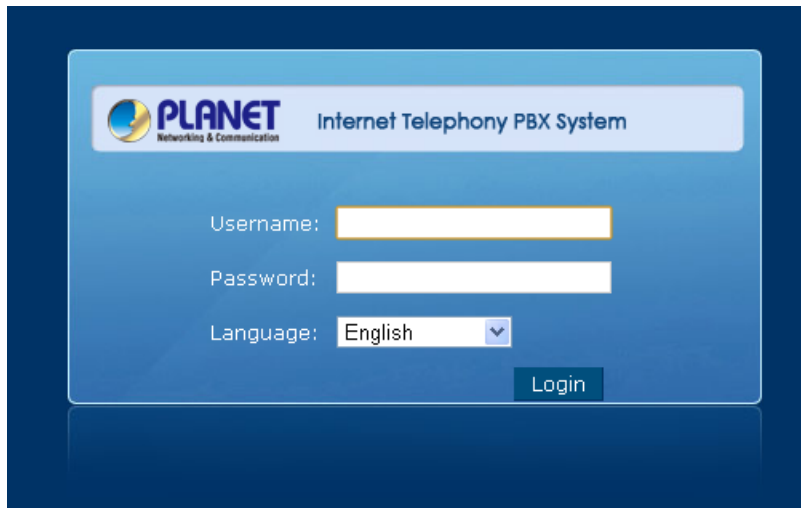 PLANET
Networking & Communication
Internet Telephony PBX System
Username:
Password:
Language: English
Login